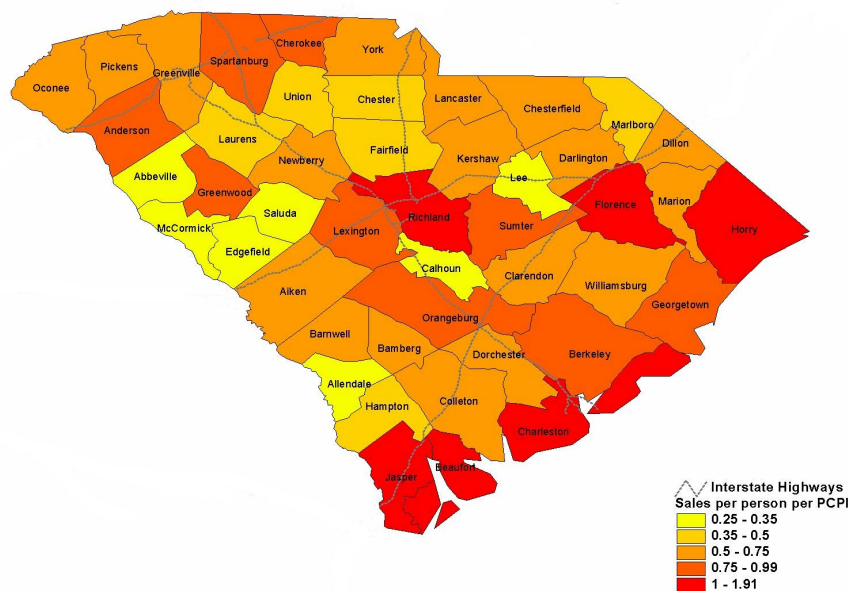 Cherokee
York
Spartanburg
Pickens
Greenville
Oconee
Union
Chester
Lancaster
Chesterfield
Marlboro
Anderson
Laurens
Fairfield
Dillon
Newberry
Kershaw
Darlington
Abbeville
Lee
Greenwood
Marion
Florence
Saluda
Richland
McCormick
Lexington
Sumter
Horry
Edgefield
Calhoun
Clarendon
Williamsburg
Aiken
Georgetown
Orangeburg
Barnwell
Bamberg
Dorchester
Berkeley
Allendale
Hampton
Colleton
Charleston
Beaufort
Jasper
Interstate Highways
Sales per person per PCPI
0.25 - 0.35
0.35 - 0.5
0.5 - 0.75
0.75 - 0.99
1 - 1.91